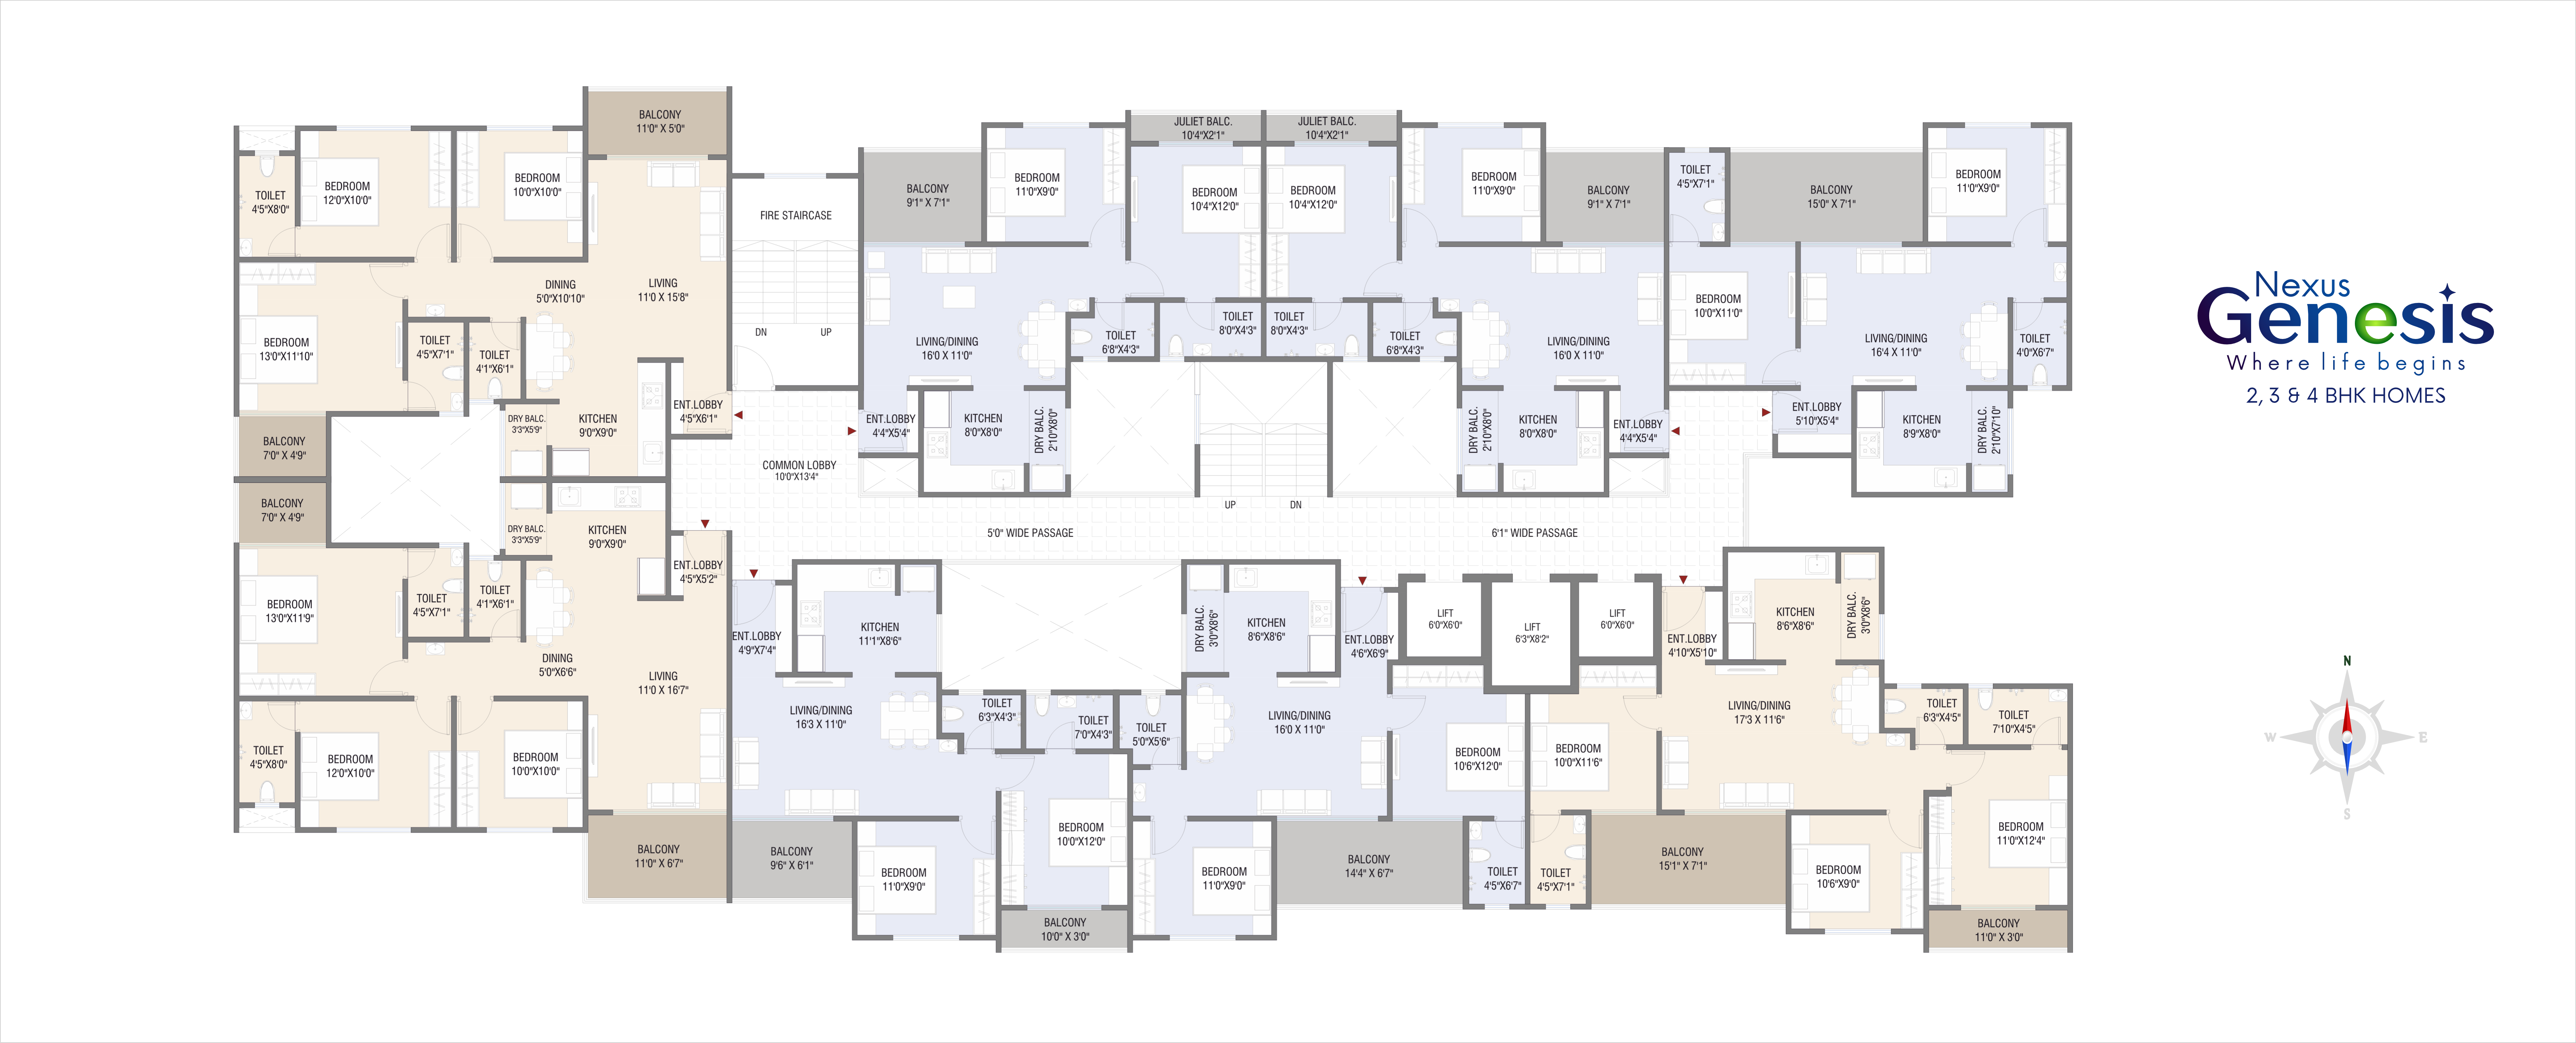 BALCONY
11'0" X 5'0"
TOILET
4'5"X8'0"
BEDROOM
12'0"X10'0"
BEDROOM
10'0"X10'0"
DINING
5'0"X10'10"
LIVING
11'0 X 15'8"
BEDROOM
13'0"X11'10"
TOILET
4'5"X7'1"
TOILET
4'1"X6'1"
DRY BALC.
3'3"X5'9"
KITCHEN
9'0"X9'0"
ENT.LOBBY
4'5"X6'1"
BALCONY
7'0" X 4'9"
FIRE STAIRCASE
DN
UP
COMMON LOBBY
10'0"X13'4"
BALCONY
9'1" X 7'1"
BEDROOM
11'0"X9'0"
JULIET BALC.
10'4"X2'1"
BEDROOM
10'4"X12'0"
LIVING/DINING
16'0 X 11'0"
TOILET
6'8"X4'3"
TOILET
8'0"X4'3"
ENT.LOBBY
4'4"X5'4"
KITCHEN
8'0"X8'0"
DRY BALC.
2'10"X8'0"
JULIET BALC.
10'4"X2'1"
BEDROOM
10'4"X12'0"
BEDROOM
11'0"X9'0"
BALCONY
9'1" X 7'1"
TOILET
8'0"X4'3"
TOILET
6'8"X4'3"
LIVING/DINING
16'0 X 11'0"
DRY BALC.
2'10"X8'0"
KITCHEN
8'0"X8'0"
ENT.LOBBY
4'4"X5'4"
UP
DN
TOILET
4'5"X7'1"
BALCONY
15'0" X 7'1"
BEDROOM
11'0"X9'0"
BEDROOM
10'0"X11'0"
LIVING/DINING
16'4 X 11'0"
TOILET
4'0"X6'7"
ENT.LOBBY
5'10"X5'4"
KITCHEN
8'9"X8'0"
DRY BALC.
2'10"X7'10"
5'0" WIDE PASSAGE
6'1" WIDE PASSAGE
BALCONY
7'0" X 4'9"
DRY BALC.
3'3"X5'9"
KITCHEN
9'0"X9'0"
ENT.LOBBY
4'5"X5'2"
BEDROOM
13'0"X11'9"
TOILET
4'5"X7'1"
TOILET
4'1"X6'1"
DINING
5'0"X6'6"
LIVING
11'0 X 16'7"
TOILET
4'5"X8'0"
BEDROOM
12'0"X10'0"
BEDROOM
10'0"X10'0"
BALCONY
11'0" X 6'7"
ENT.LOBBY
4'9"X7'4"
KITCHEN
11'1"X8'6"
LIVING/DINING
16'3 X 11'0"
TOILET
6'3"X4'3"
TOILET
7'0"X4'3"
BALCONY
9'6" X 6'1"
BEDROOM
11'0"X9'0"
BEDROOM
10'0"X12'0"
BALCONY
10'0" X 3'0"
DRY BALC.
3'0"X8'6"
KITCHEN
8'6"X8'6"
ENT.LOBBY
4'6"X6'9"
TOILET
5'0"X5'6"
LIVING/DINING
16'0 X 11'0"
BEDROOM
10'6"X12'0"
BEDROOM
11'0"X9'0"
BALCONY
14'4" X 6'7"
TOILET
4'5"X6'7"
LIFT
6'0"X6'0"
LIFT
6'3"X8'2"
LIFT
6'0"X6'0"
ENT.LOBBY
4'10"X5'10"
KITCHEN
8'6"X8'6"
DRY BALC.
3'0"X8'6"
BEDROOM
10'0"X11'6"
LIVING/DINING
17'3 X 11'6"
TOILET
6'3"X4'5"
TOILET
7'10"X4'5"
TOILET
4'5"X7'1"
BALCONY
15'1" X 7'1"
BEDROOM
10'6"X9'0"
BEDROOM
11'0"X12'4"
BALCONY
11'0" X 3'0"
Nexus
Genesis
Where life begins
2, 3 & 4 BHK HOMES
N
W
E
S